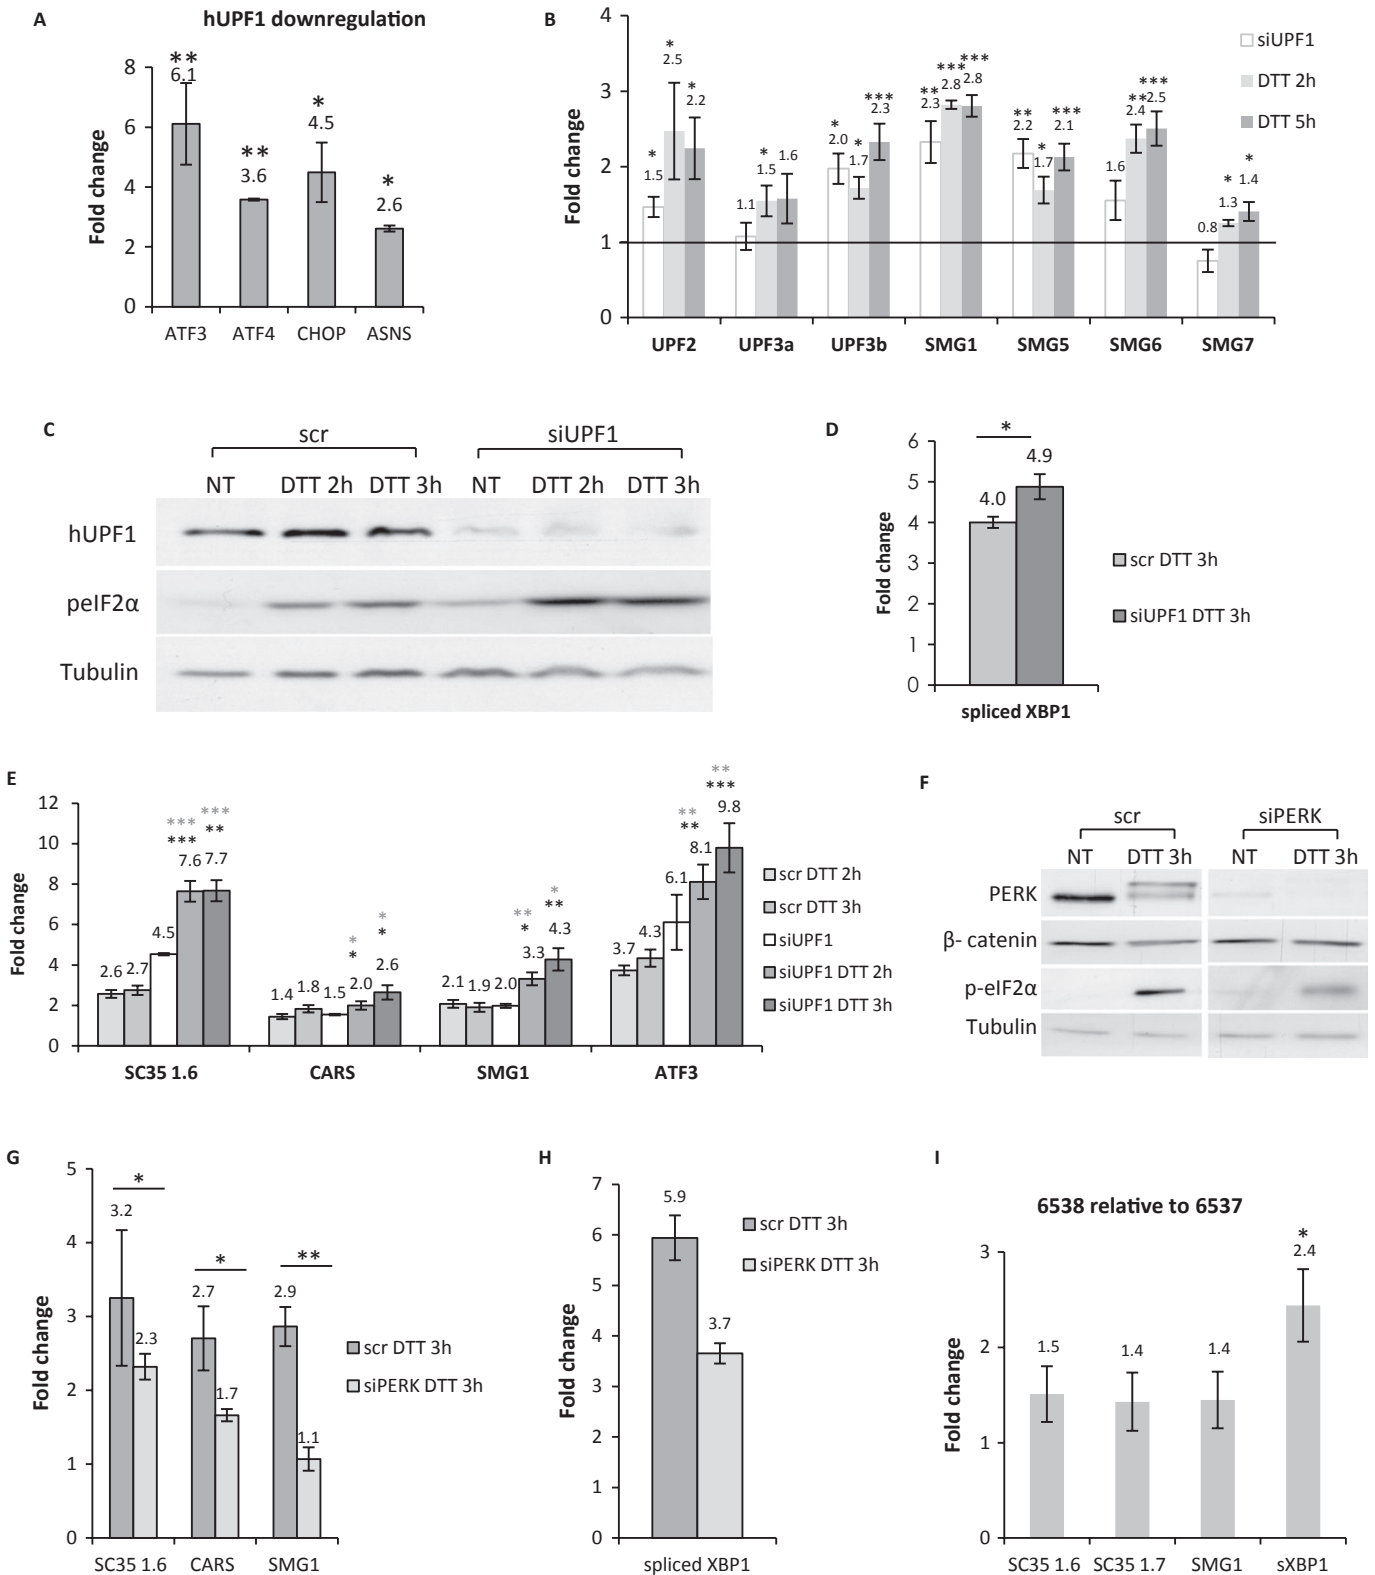 A
hUPF1 downregulation
Fold change
8
6
4
2
0
**
6.1
**
3.6
*
4.5
*
2.6
ATF3 ATF4 CHOP ASNS
B
Fold change
4
3
2
1
0
*
1.5
*
2.5
*
2.2
1.1
*
1.5
1.6
*
2.0
*
1.7
***
2.3
**
2.3
***
2.8
***
2.8
**
2.2
*
1.7
***
2.1
1.6
**
2.4
***
2.5
0.8
*
1.3
*
1.4
UPF2 UPF3a UPF3b SMG1 SMG5 SMG6 SMG7
siUPF1
DTT 2h
DTT 5h
C
scr siUPF1
NT DTT 2h DTT 3h NT DTT 2h DTT 3h
hUPF1
peIF2α
Tubulin
D
Fold change
6
5
4
3
2
1
0
*
4.0
4.9
spliced XBP1
scr DTT 3h
siUPF1 DTT 3h
E
Fold change
12
10
8
6
4
2
0
2.6
2.7
4.5
***
***
7.6
***
**
7.7
1.4
1.8
1.5
*
*
2.0
*
*
2.6
2.1
1.9
2.0
**
*
3.3
*
**
4.3
3.7
4.3
6.1
**
**
8.1
**
***
9.8
SC35 1.6 CARS SMG1 ATF3
scr DTT 2h
scr DTT 3h
siUPF1
siUPF1 DTT 2h
siUPF1 DTT 3h
F
scr siPERK
NT DTT 3h NT DTT 3h
PERK
β- catenin
p-eIF2α
Tubulin
G
Fold change
5
4
3
2
1
0
*
3.2
2.3
*
2.7
1.7
**
2.9
1.1
SC35 1.6 CARS SMG1
scr DTT 3h
siPERK DTT 3h
H
Fold change
7
6
5
4
3
2
1
0
5.9
3.7
spliced XBP1
scr DTT 3h
siPERK DTT 3h
I
6538 relative to 6537
Fold change
3
2
1
0
1.5
1.4
1.4
*
2.4
SC35 1.6 SC35 1.7 SMG1 sXBP1